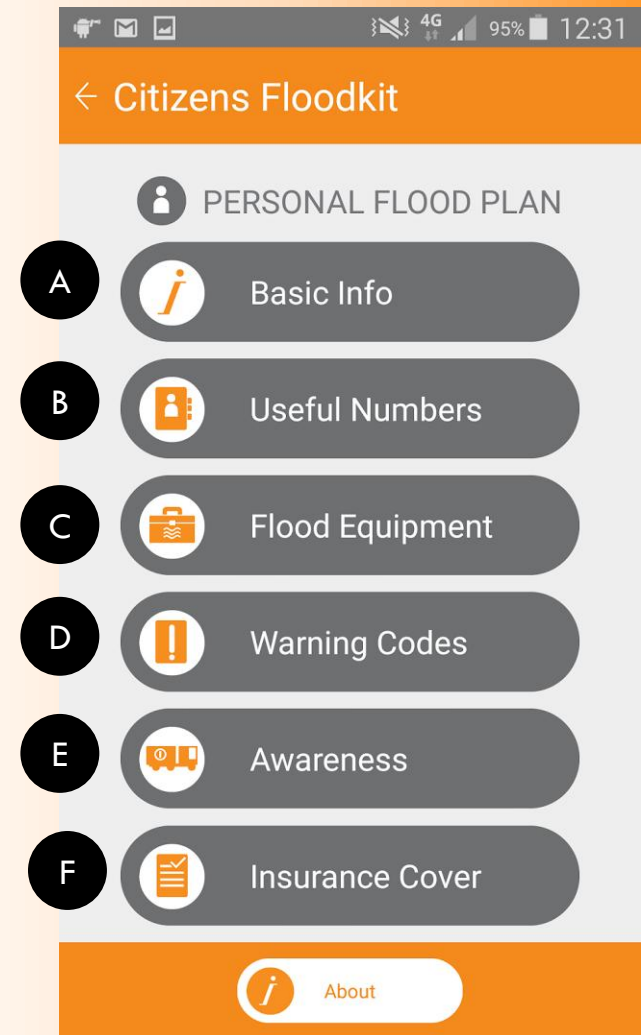 4G 95% 12:31
← Citizens Floodkit
PERSONAL FLOOD PLAN
A i Basic Info
B Useful Numbers
C Flood Equipment
D ! Warning Codes
E Awareness
F Insurance Cover
i About